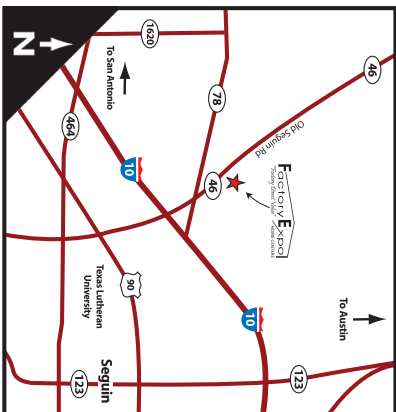 N
1620
To San Antonio
46
78
Old Seguin Rd
464
10
46
Factory Expo
"Factory Direct Value"
HOME CENTERS
90
Texas Lutheran
University
10
To Austin
Seguin
123
123